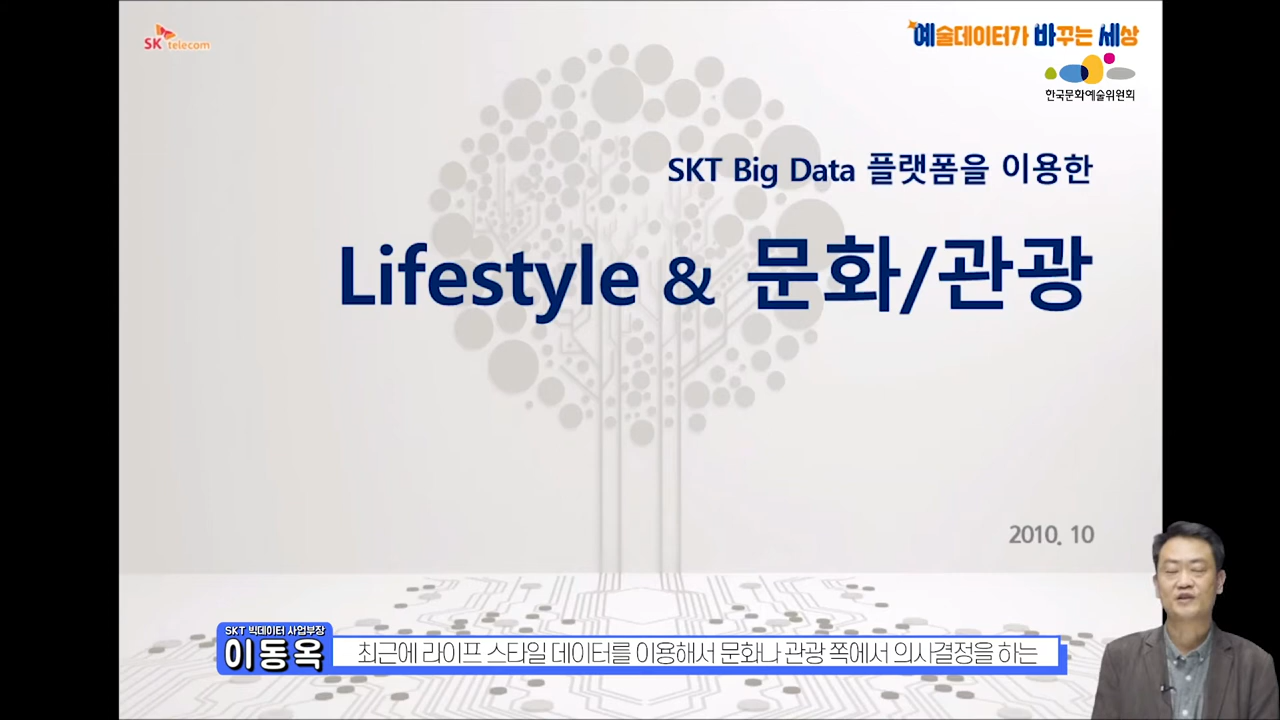 SK telecom
예술데이터가 바꾸는 세상
한국문화예술위원회
SKT Big Data 플랫폼을 이용한
Lifestyle & 문화/관광
2010. 10
SKT 빅데이터 사업부장
이동옥
최근에 라이프 스타일 데이터를 이용해서 문화나 관광 쪽에서 의사결정을 하는